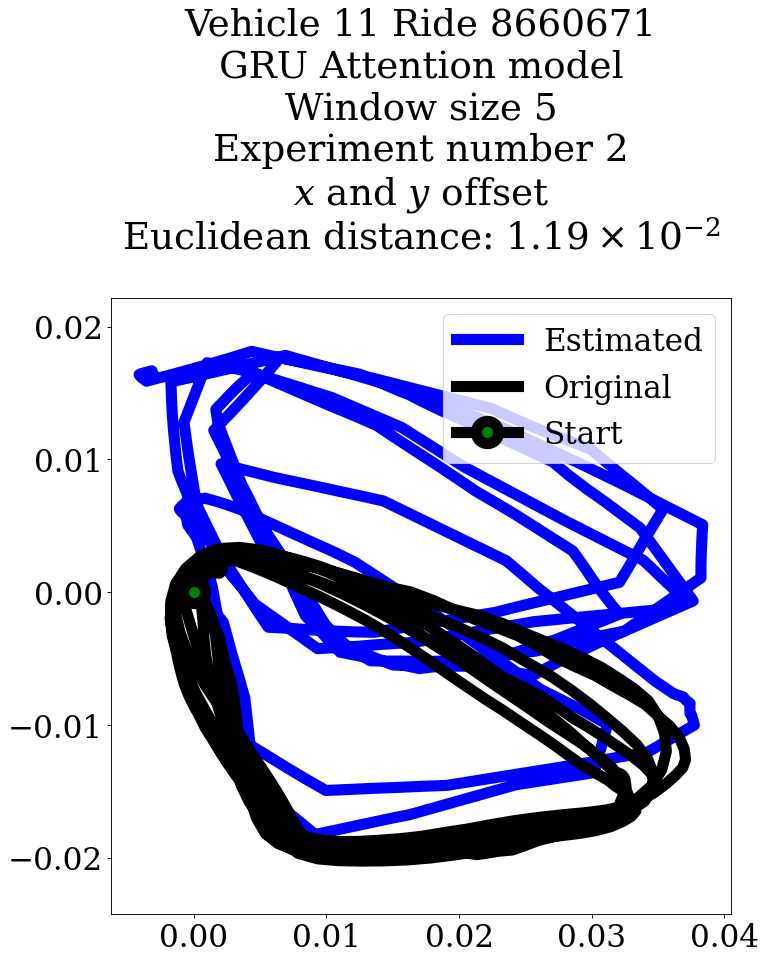 Vehicle 11 Ride 8660671
GRU Attention model
Window size 5
Experiment number 2
x and y offset
Euclidean distance: 1.19 × 10⁻²
Estimated
Original
Start
0.02
0.01
0.00
−0.01
−0.02
0.00 0.01 0.02 0.03 0.04